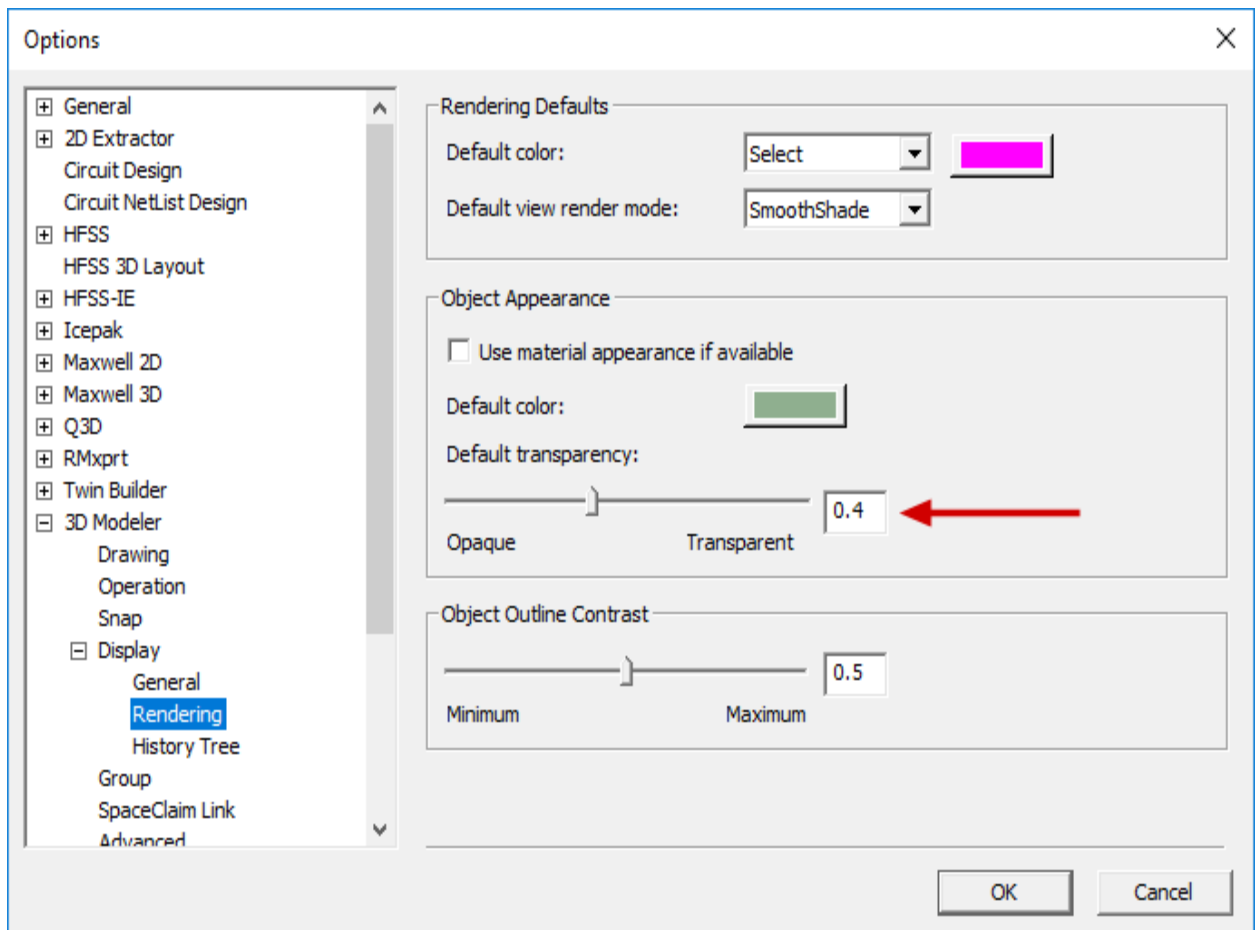 Options
General
2D Extractor
Circuit Design
Circuit NetList Design
HFSS
HFSS 3D Layout
HFSS-IE
Icepak
Maxwell 2D
Maxwell 3D
Q3D
RMxprt
Twin Builder
3D Modeler
Drawing
Operation
Snap
Display
General
Rendering
History Tree
Group
SpaceClaim Link
Advanced
Rendering Defaults
Default color:
Select
Default view render mode:
SmoothShade
Object Appearance
Use material appearance if available
Default color:
Default transparency:
0.4
Opaque Transparent
Object Outline Contrast
0.5
Minimum Maximum
OK Cancel